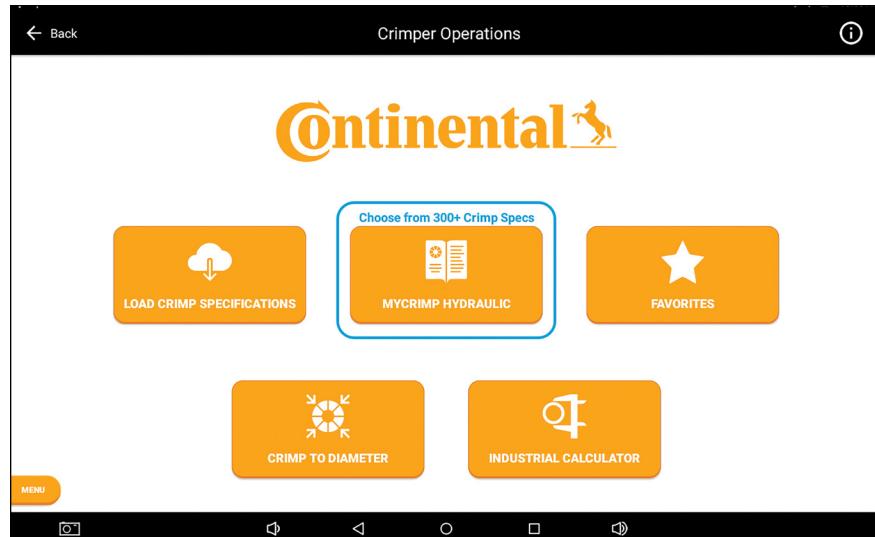 Back
Crimper Operations
Continental
Choose from 300+ Crimp Specs
LOAD CRIMP SPECIFICATIONS
MYCRIMP HYDRAULIC
FAVORITES
CRIMP TO DIAMETER
INDUSTRIAL CALCULATOR
MENU